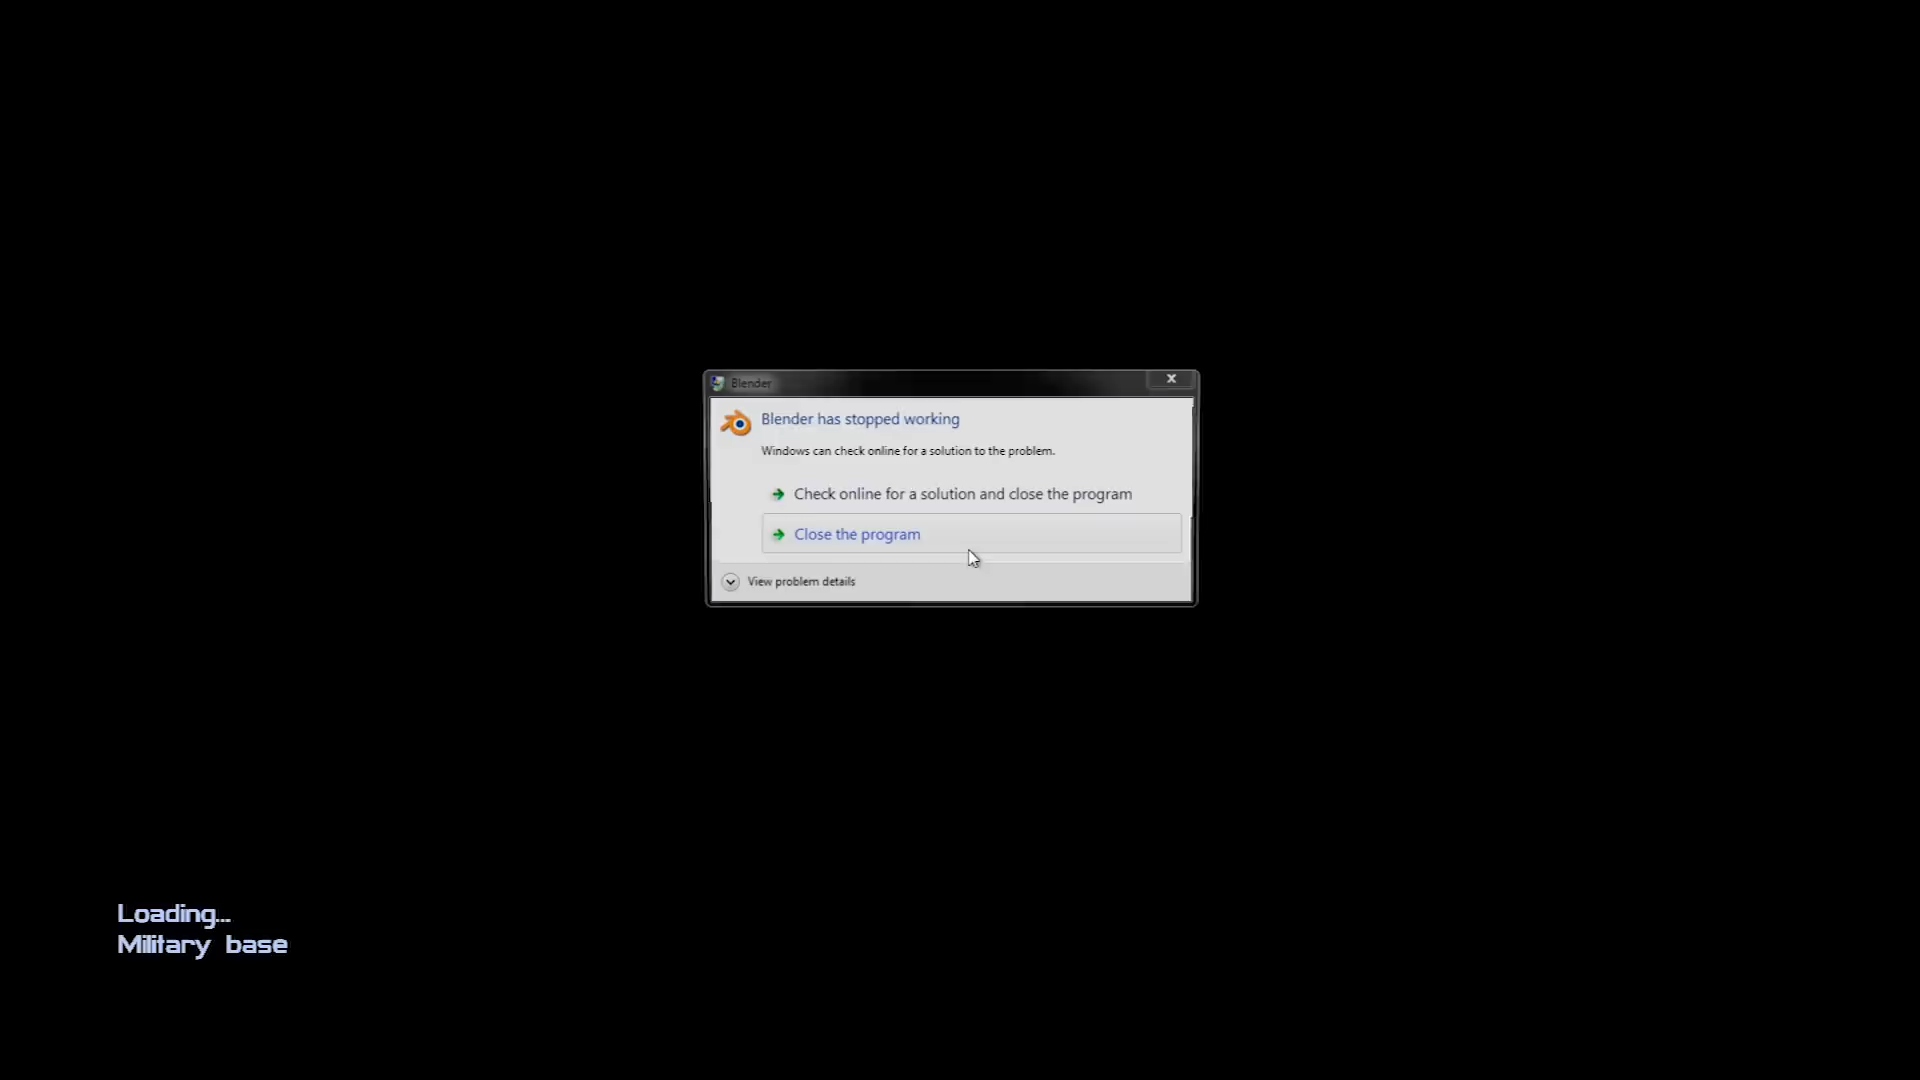 Blender
Blender has stopped working
Windows can check online for a solution to the problem.
Check online for a solution and close the program
Close the program
View problem details
Loading...
Military base